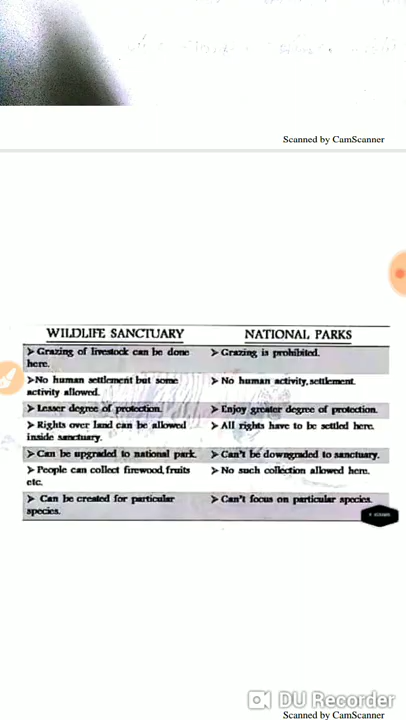 Scanned by CamScanner
WILDLIFE SANCTUARY NATIONAL PARKS
➤ Grazing of livestock can be done here. ➤ Grazing is prohibited.
➤No human settlement but some activity allowed. ➤ No human activity, settlement.
➤ Lesser degree of protection. ➤ Enjoy greater degree of protection.
➤ Rights over land can be allowed inside sanctuary. ➤ All rights have to be settled here.
➤ Can be upgraded to national park. ➤ Can't be downgraded to sanctuary.
➤ People can collect firewood, fruits etc. ➤ No such collection allowed here.
➤ Can be created for particular species. ➤ Can't focus on particular species.
DU Recorder
Scanned by CamScanner